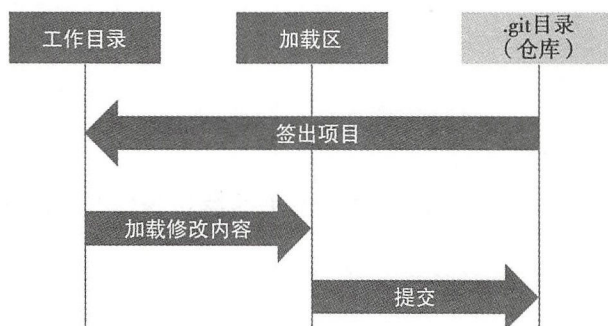 工作目录
加载区
.git目录
（仓库）
签出项目
加载修改内容
提交